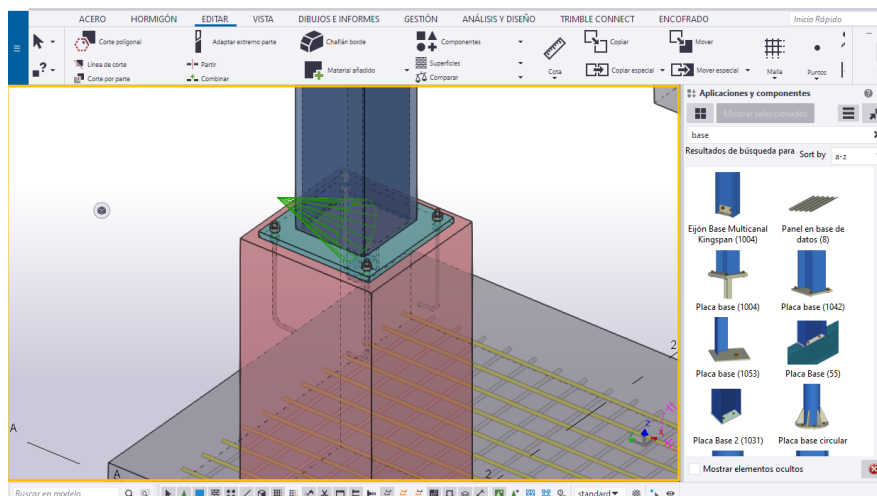 ACERO HORMIGÓN EDITAR VISTA DIBUJOS E INFORMES GESTIÓN ANÁLISIS Y DISEÑO TRIMBLE CONNECT ENCOFRADO Inicio Rápido
Corte poligonal
Línea de corte
Corte por parte
Adaptar extremo parte
Partir
Combinar
Chaflán borde
Material añadido
Componentes
Superficies
Comparar
Cota
Copiar
Copiar especial
Mover
Mover especial
Malla
Puntos
Aplicaciones y componentes
Mostrar seleccionados
base
Resultados de búsqueda para Sort by a-z
Eijón Base Multicanal Panel en base de
Kingspan (1004) datos (8)
Placa base (1004) Placa base (1042)
Placa base (1053) Placa Base (55)
Placa Base 2 (1031) Placa base circular
Mostrar elementos ocultos
2
A
A
2
z
x
Buscar en modelo
standard